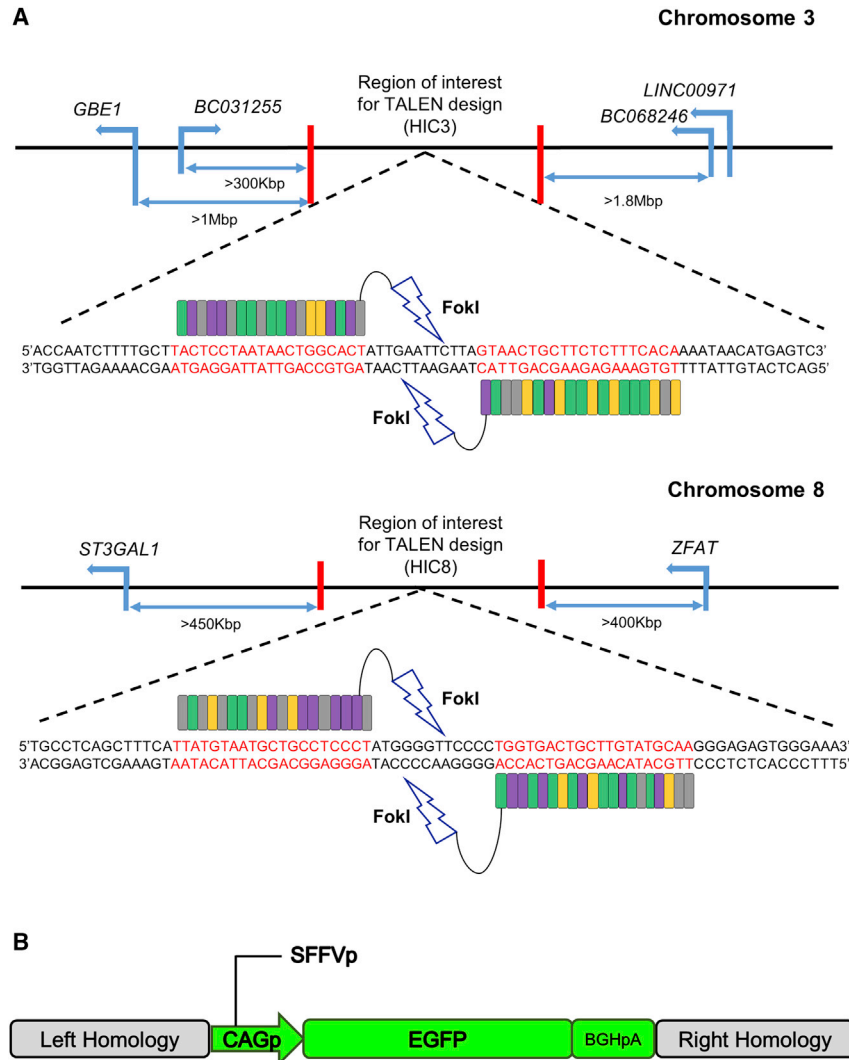 A
Chromosome 3
Region of interest
for TALEN design
(HIC3)
GBE1
BC031255
LINC00971
BC068246
>300Kbp
>1Mbp
>1.8Mbp
FokI
5'ACCAATCTTTTGCTTACTCCTAATAACTGGCACTATTGAATTCTTAGTAACTGCTTCTCTTTCACAAAATAACATGAGTC3'
3'TGGTTAGAAAACGAATGAGGATTATTGACCGTGATAACTTAAGAATCATTGACGAAGAGAAAGTGTTTTATTGTACTCAG5'
FokI
Chromosome 8
Region of interest
for TALEN design
(HIC8)
ST3GAL1
ZFAT
>450Kbp
>400Kbp
FokI
5'TGCCTCAGCTTTCATTATGTAATGCTGCCTCCCTATGGGGTTCCCCTGGTGACTGCTTGTATGCAAGGGAGAGTGGGAAA3'
3'ACGGAGTCGAAAGTAATACATTACGACGGAGGGATACCCCAAGGGGACCACTGACGAACATACGTTCCCTCTCACCCTTT5'
FokI
B
SFFVp
Left Homology
CAGp
EGFP
BGHpA
Right Homology